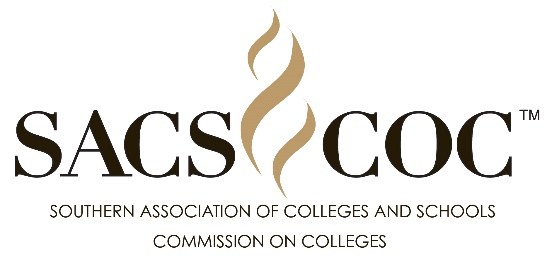 SACS COC™
SOUTHERN ASSOCIATION OF COLLEGES AND SCHOOLS
COMMISSION ON COLLEGES